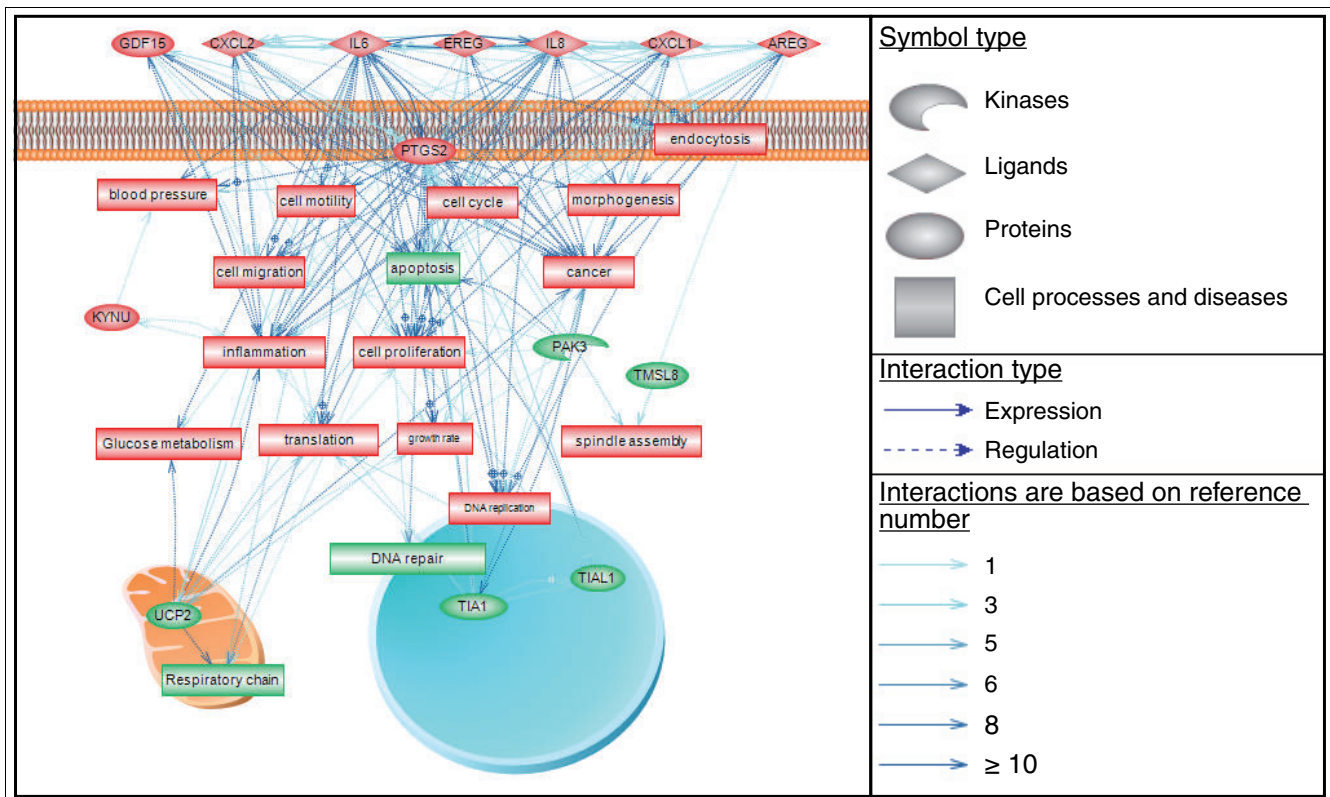 GDF15 CXCL2 IL6 EREG IL8 CXCL1 AREG
endocytosis
PTGS2
blood pressure
cell motility
cell cycle
morphogenesis
cell migration
apoptosis
cancer
KYNU
inflammation
cell proliferation
PAK3
TMSL8
Glucose metabolism
translation
growth rate
spindle assembly
DNA replication
DNA repair
TIAL1
TIA1
UCP2
Respiratory chain
Symbol type
Kinases
Ligands
Proteins
Cell processes and diseases
Interaction type
Expression
Regulation
Interactions are based on reference
number
1
3
5
6
8
≥ 10